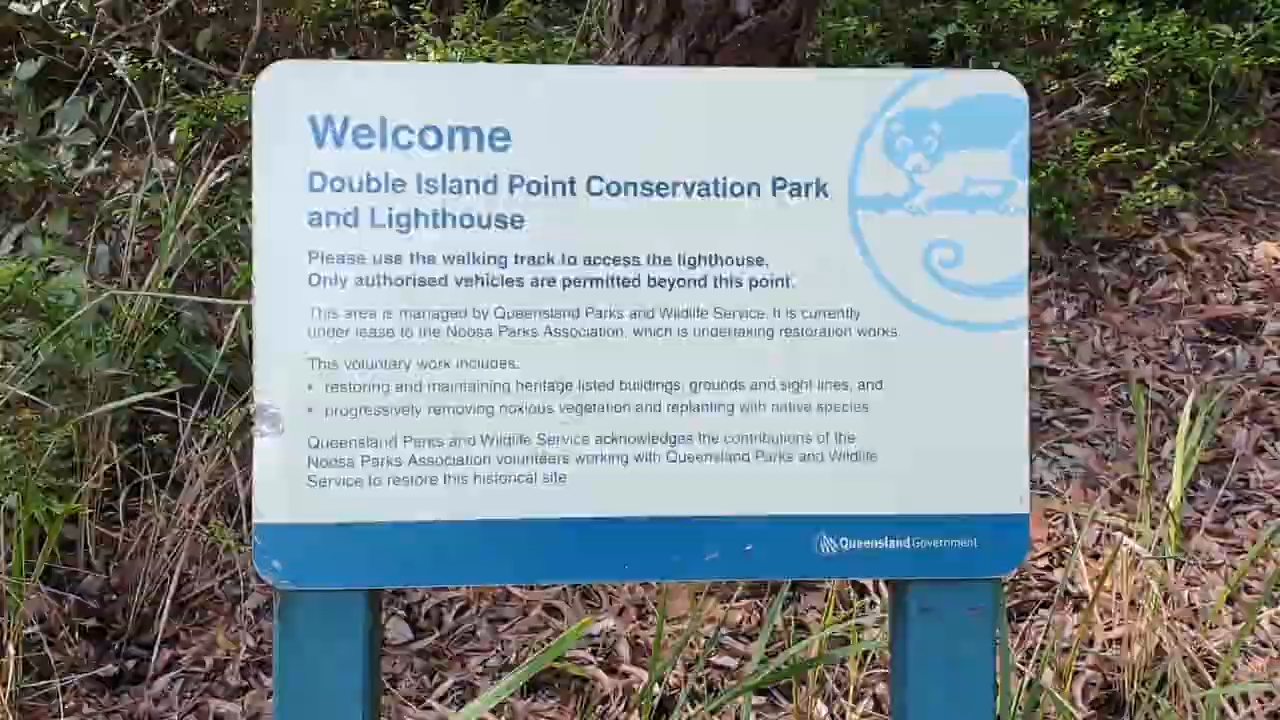 Welcome
Double Island Point Conservation Park
and Lighthouse
Please use the walking track to access the lighthouse.
Only authorised vehicles are permitted beyond this point.
This area is managed by Queensland Parks and Wildlife Service. It is currently
under lease to the Noosa Parks Association, which is undertaking restoration works.
This voluntary work includes:
• restoring and maintaining heritage listed buildings, grounds and sight lines, and
• progressively removing noxious vegetation and replanting with native species.
Queensland Parks and Wildlife Service acknowledges the contributions of the
Noosa Parks Association volunteers working with Queensland Parks and Wildlife
Service to restore this historical site.
Queensland Government